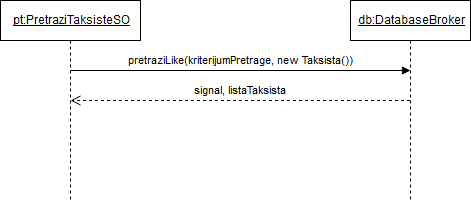 pt:PretraziTaksisteSO
db:DatabaseBroker
pretraziLike(kriterijumPretrage, new Taksista())
signal, listaTaksista